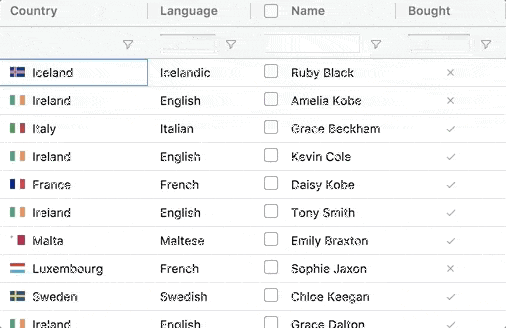 Country Language Name Bought
Iceland Icelandic Ruby Black
Ireland English Amelia Kobe
Italy Italian Grace Beckham
Ireland English Kevin Cole
France French Daisy Kobe
Ireland English Tony Smith
Malta Maltese Emily Braxton
Luxembourg French Sophie Jaxon
Sweden Swedish Chloe Keegan
Ireland English Grace Dalton